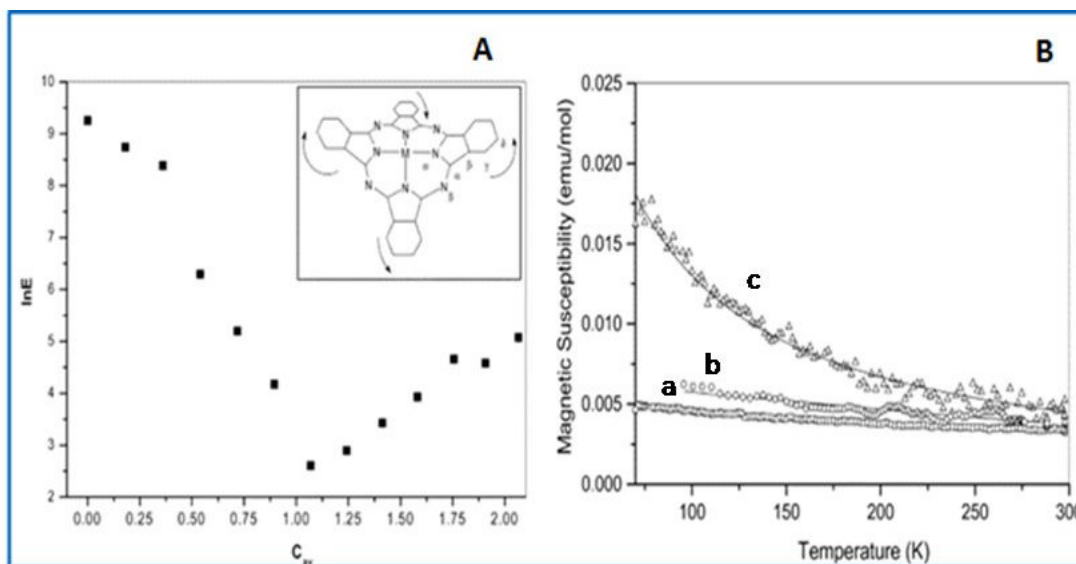 A
B
10
9
8
7
6
5
4
3
2
lnE
0.00 0.25 0.50 0.75 1.00 1.25 1.50 1.75 2.00
N N N
N M N
N N N
α
α
β
γ
δ
β
0.025
0.020
0.015
0.010
0.005
0.000
Magnetic Susceptibility (emu/mol)
c
b
a
100 150 200 250 300
Temperature (K)